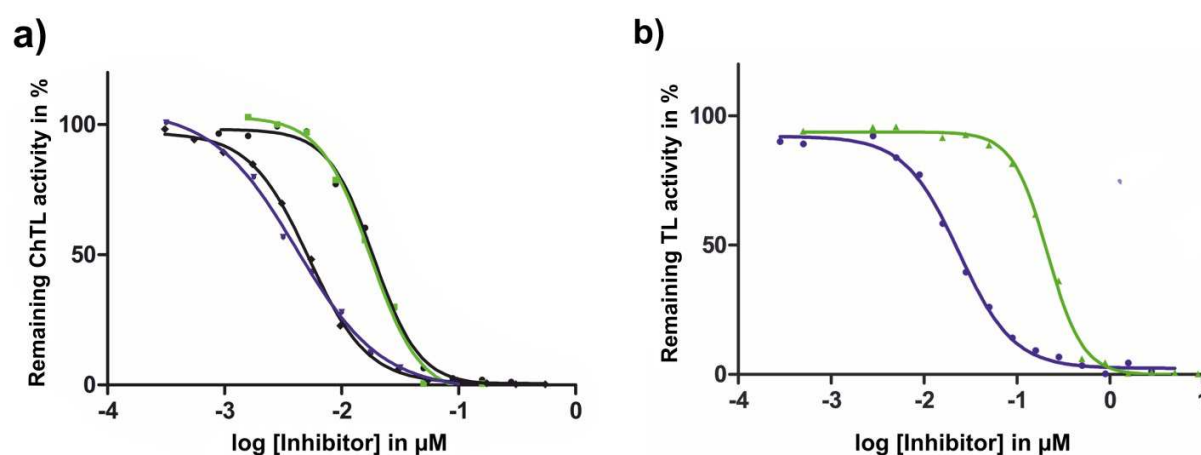 a)
Remaining ChTL activity in %
100
50
0
-4 -3 -2 -1 0
log [Inhibitor] in µM
b)
Remaining TL activity in %
100
50
0
-4 -3 -2 -1 0 1
log [Inhibitor] in µM